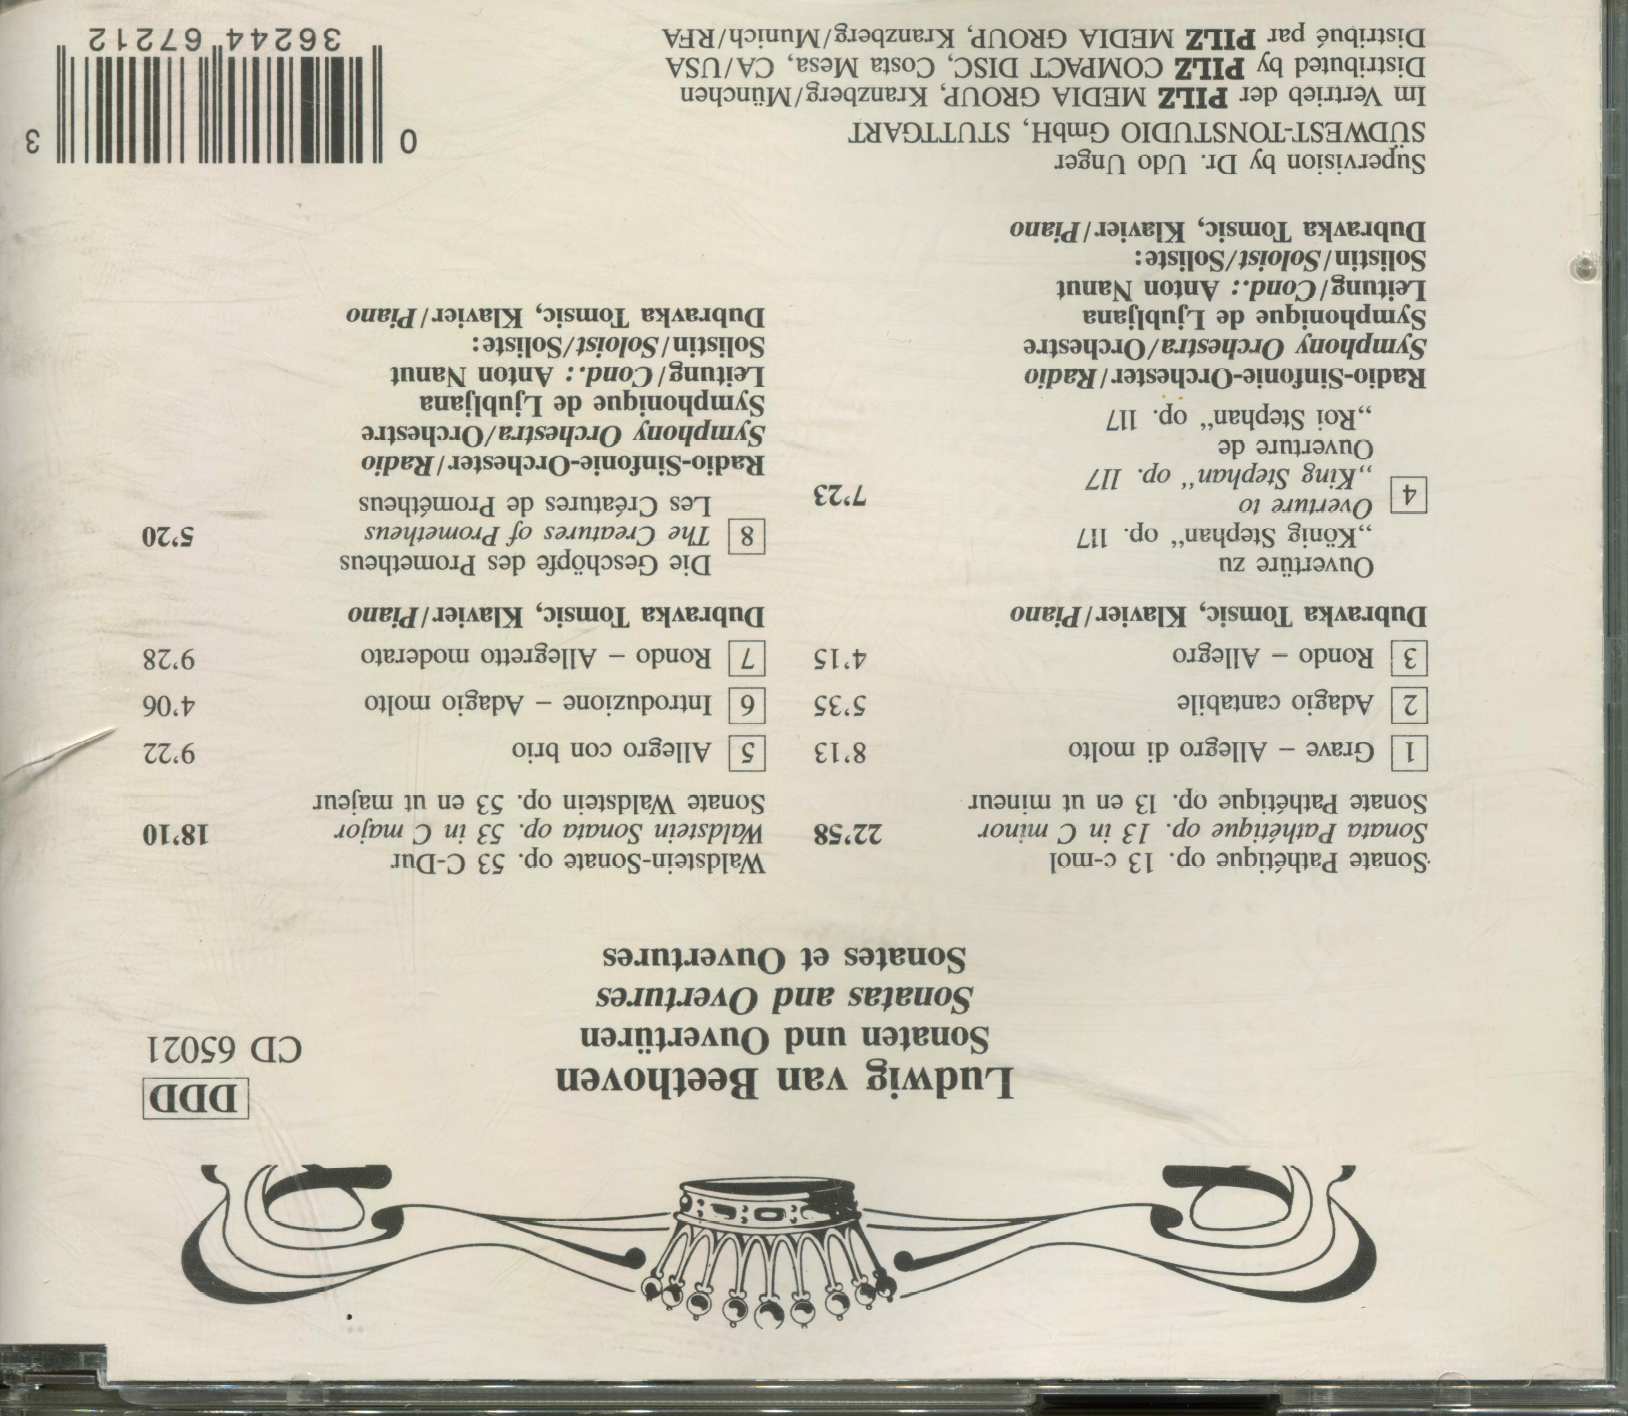 Ludwig van Beethoven
Sonaten und Ouvertüren
Sonatas and Overtures
Sonates et Ouvertures
DDD
CD 65021
Sonate Pathétique op. 13 c-mol
Sonata Pathétique op. 13 in C minor 22'58
Sonate Pathétique op. 13 en ut mineur
1 Grave – Allegro di molto 8'13
2 Adagio cantabile 5'35
3 Rondo – Allegro 4'15
Dubravka Tomsic, Klavier/Piano
Ouvertüre zu
„König Stephan“ op. 117
Overture to
4 „King Stephan“ op. 117 7'23
Ouverture de
„Roi Stephan“ op. 117
Radio-Sinfonie-Orchester/Radio
Symphony Orchestra/Orchestre
Symphonique de Ljubljana
Leitung/Cond.: Anton Nanut
Solistin/Soloist/Soliste:
Dubravka Tomsic, Klavier/Piano
Waldstein-Sonate op. 53 C-Dur
Waldstein Sonata op. 53 in C major 18'10
Sonate Waldstein op. 53 en ut majeur
5 Allegro con brio 9'22
6 Introduzione – Adagio molto 4'06
7 Rondo – Allegretto moderato 9'28
Dubravka Tomsic, Klavier/Piano
Die Geschöpfe des Prometheus
8 The Creatures of Prometheus 5'20
Les Créatures de Prométheus
Radio-Sinfonie-Orchester/Radio
Symphony Orchestra/Orchestre
Symphonique de Ljubljana
Leitung/Cond.: Anton Nanut
Solistin/Soloist/Soliste:
Dubravka Tomsic, Klavier/Piano
Supervision by Dr. Udo Unger
SÜDWEST-TONSTUDIO GmbH, STUTTGART
Im Vertrieb der PILZ MEDIA GROUP, Kranzberg/München
Distributed by PILZ COMPACT DISC, Costa Mesa, CA/USA
Distribué par PILZ MEDIA GROUP, Kranzberg/Munich/RFA
0 36244 67212 3